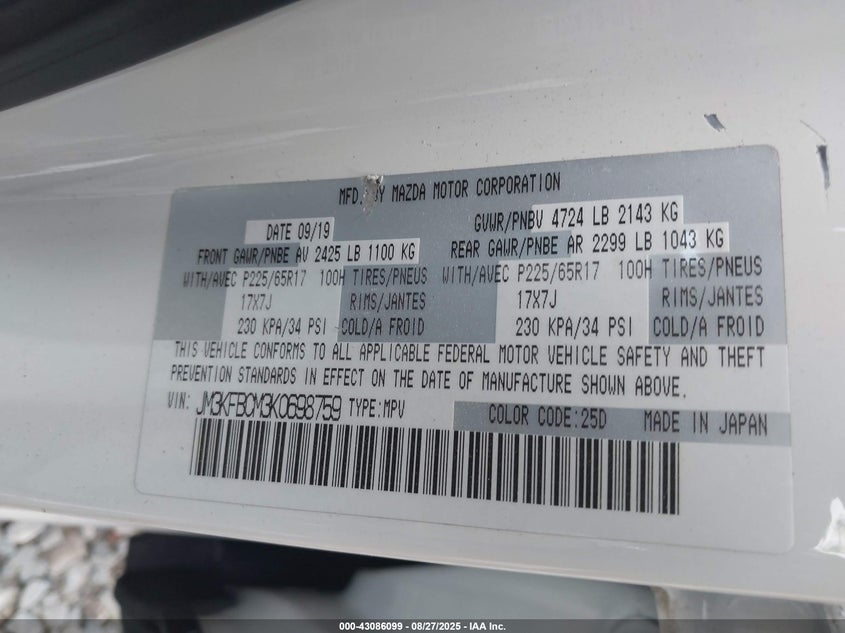 MFD. BY MAZDA MOTOR CORPORATION
DATE 09/19 GVWR/PNBV 4724 LB 2143 KG
FRONT GAWR/PNBE AV 2425 LB 1100 KG REAR GAWR/PNBE AR 2299 LB 1043 KG
WITH/AVEC P225/65R17 100H TIRES/PNEUS WITH/AVEC P225/65R17 100H TIRES/PNEUS
17X7J RIMS/JANTES 17X7J RIMS/JANTES
230 KPA/34 PSI COLD/A FROID 230 KPA/34 PSI COLD/A FROID
THIS VEHICLE CONFORMS TO ALL APPLICABLE FEDERAL MOTOR VEHICLE SAFETY AND THEFT
PREVENTION STANDARDS IN EFFECT ON THE DATE OF MANUFACTURE SHOWN ABOVE.
VIN: JM3KFBCM3K0698759 TYPE:MPV COLOR CODE:25D MADE IN JAPAN
000-43086099 - 08/27/2025 - IAA Inc.